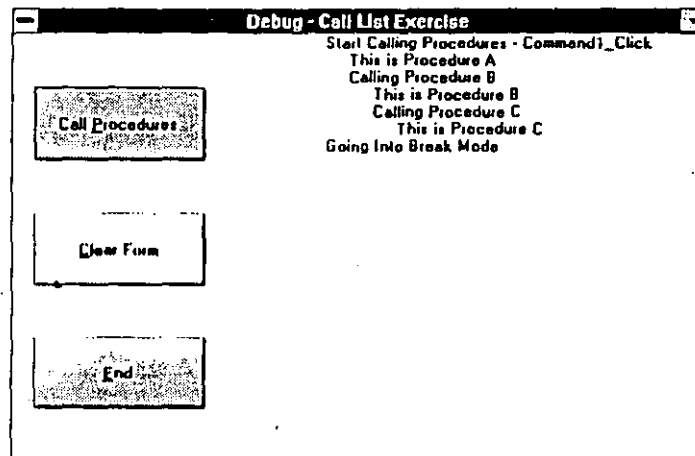 Debug - Call List Exercise
Start Calling Procedures - Command1_Click
This is Procedure A
Calling Procedure B
This is Procedure B
Calling Procedure C
This is Procedure C
Going Into Break Mode
Call Procedures
Clear Form
End